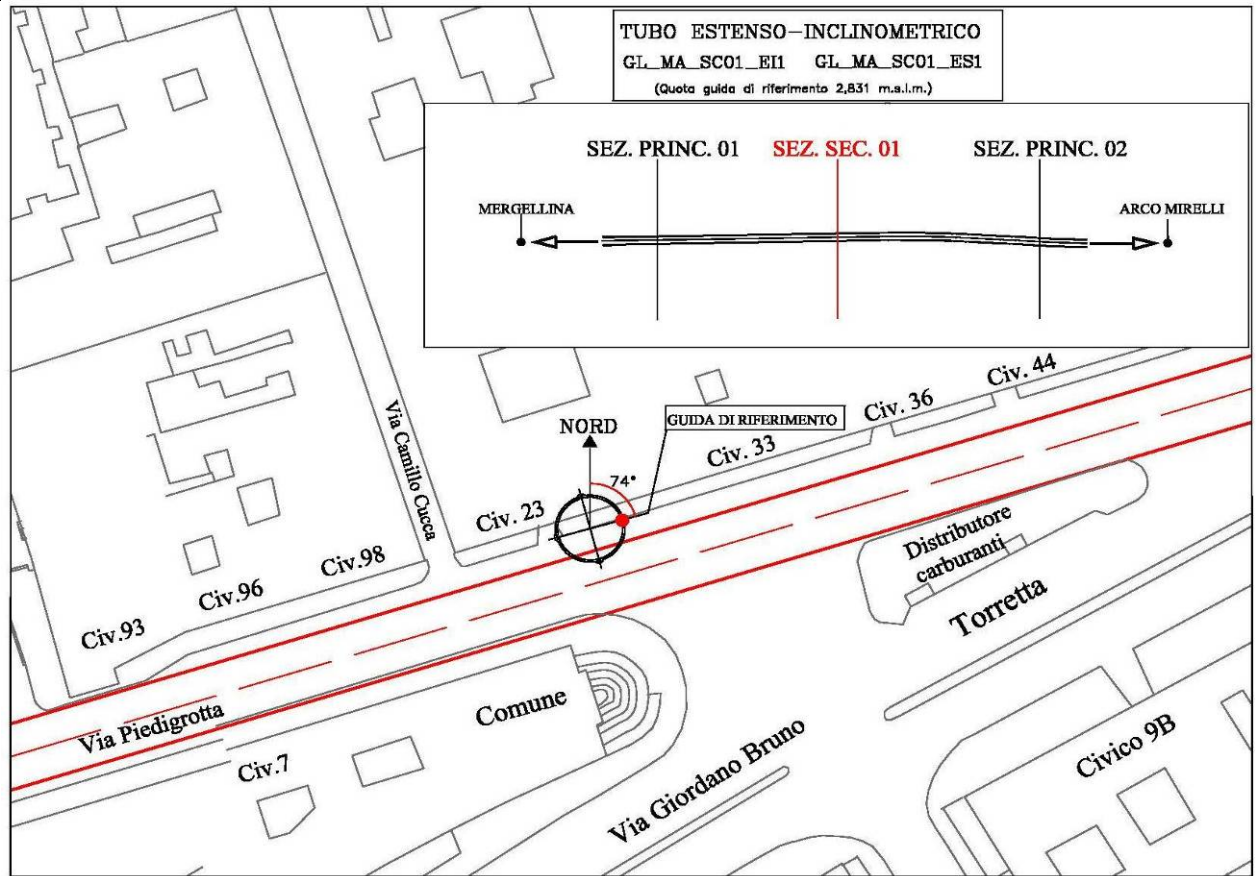 TUBO ESTENSO-INCLINOMETRICO
GL_MA_SC01_EI1 GL_MA_SC01_ES1
(Quota guida di riferimento 2,831 m.s.l.m.)
SEZ. PRINC. 01 SEZ. SEC. 01 SEZ. PRINC. 02
MERGELLINA
ARCO MIRELLI
Civ. 44
Civ. 36
GUIDA DI RIFERIMENTO
NORD
Civ. 33
74°
Via Camillo Cucca
Civ. 23
Distributore
carburanti
Civ.98
Civ.96
Torretta
Civ.93
Comune
Via Piedigrotta
Civ.7
Via Giordano Bruno
Civico 9B